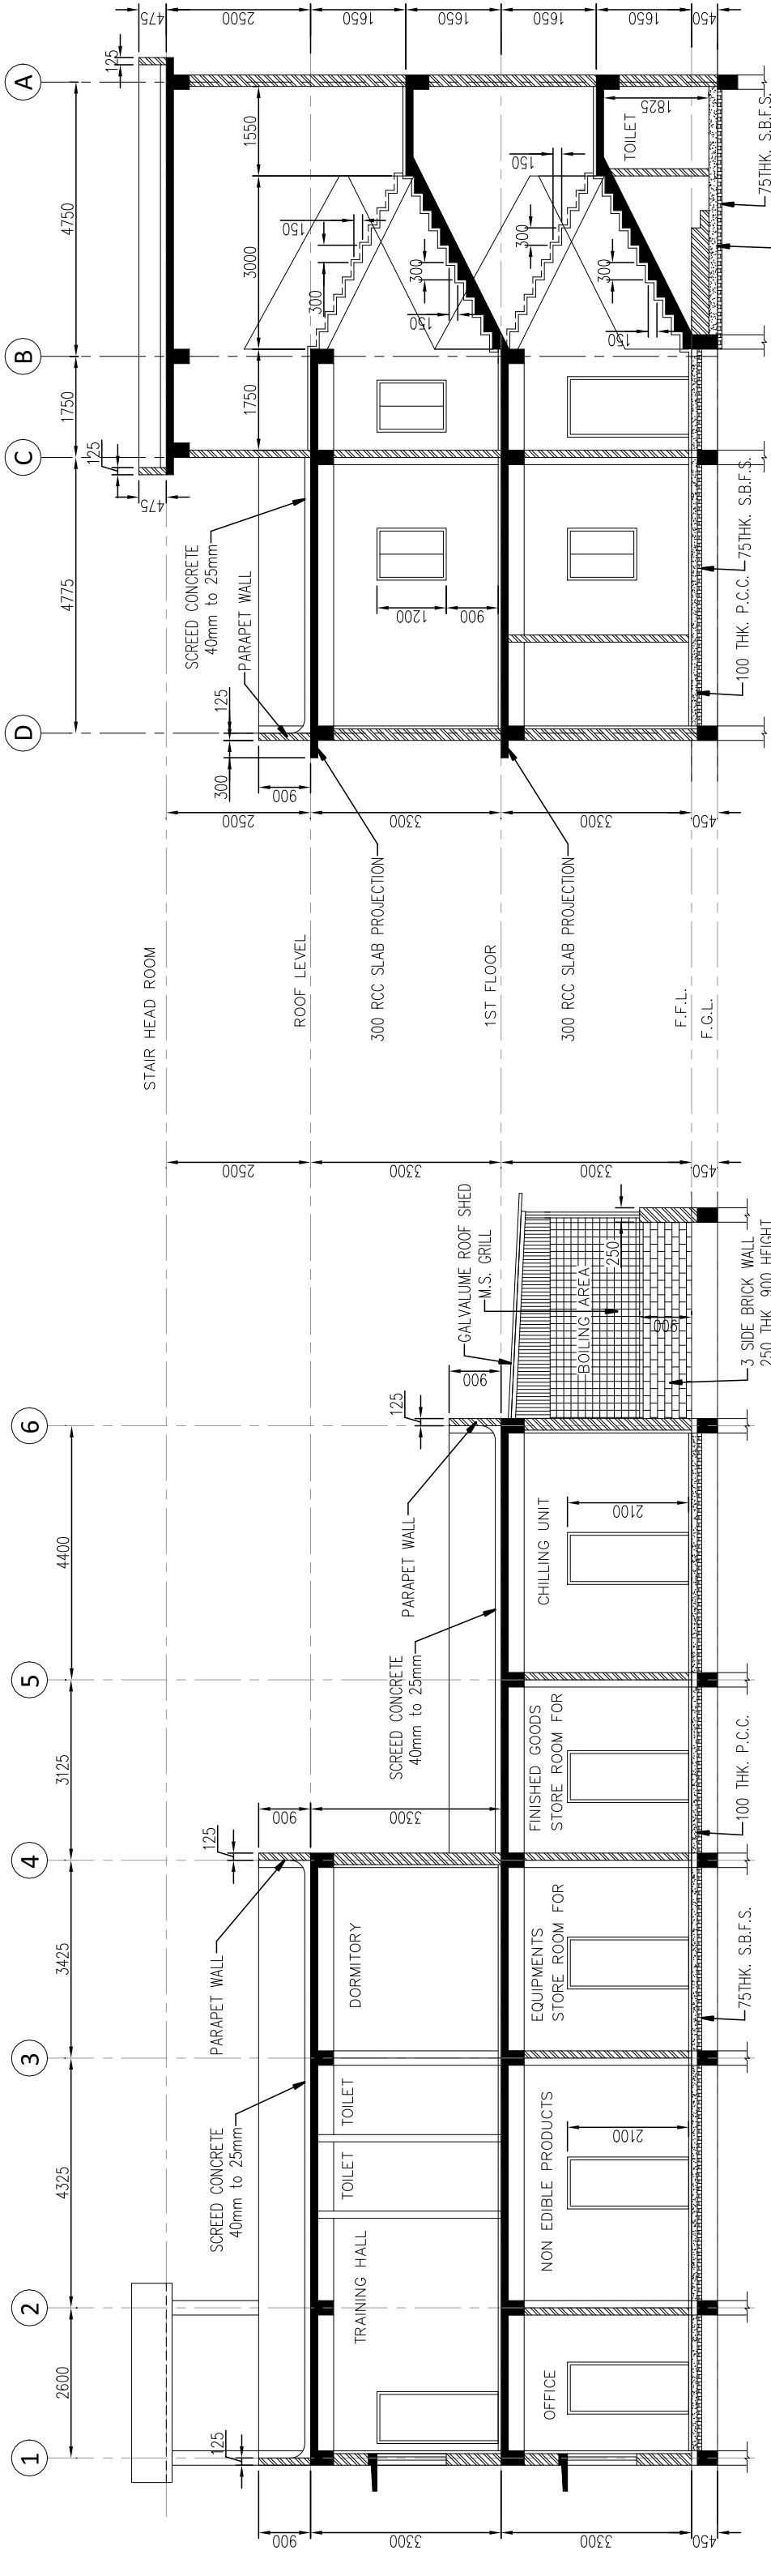 1
2
3
4
5
6
2600
4325
3425
3125
4400
125
SCREED CONCRETE
40mm to 25mm
PARAPET WALL
125
900
3300
3300
450
900
3300
TRAINING HALL
TOILET
TOILET
DORMITORY
SCREED CONCRETE
40mm to 25mm
PARAPET WALL
125
900
GALVALUME ROOF SHED
M.S. GRILL
OFFICE
NON EDIBLE PRODUCTS
2100
EQUIPMENTS
STORE ROOM FOR
FINISHED GOODS
STORE ROOM FOR
CHILLING UNIT
2100
BOILING AREA
250
900
75THK. S.B.F.S.
100 THK. P.C.C.
3 SIDE BRICK WALL
250 THK 900 HEIGHT
2500
3300
3300
450
STAIR HEAD ROOM
ROOF LEVEL
300 RCC SLAB PROJECTION
1ST FLOOR
300 RCC SLAB PROJECTION
F.F.L.
F.G.L.
D
C
B
A
4775
1750
4750
475
125
125
475
2500
3300
3300
450
300
125
900
SCREED CONCRETE
40mm to 25mm
PARAPET WALL
1750
3000
1550
300
150
300
150
1200
900
300
150
300
150
TOILET
1825
2500
1650
1650
1650
1650
450
100 THK. P.C.C.
75THK. S.B.F.S.
75THK. S.B.F.S.